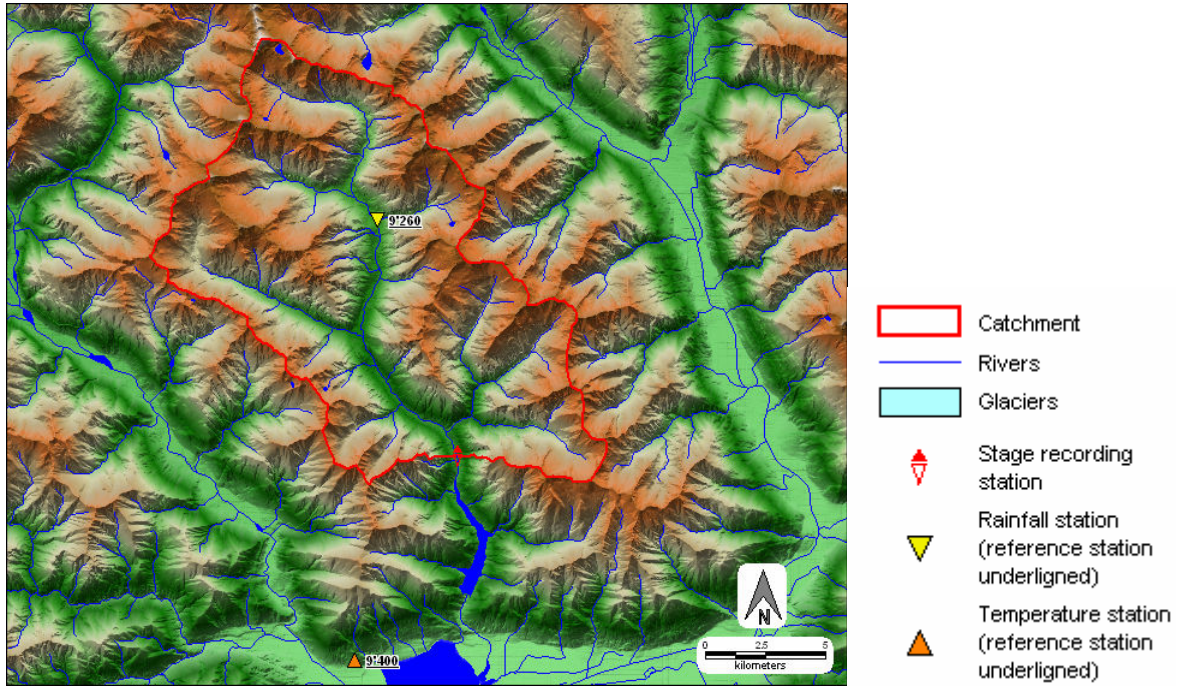 9°260
9°400
N
0 2.5 5
kilometers
Catchment
Rivers
Glaciers
Stage recording
station
Rainfall station
(reference station
underligned)
Temperature station
(reference station
underligned)